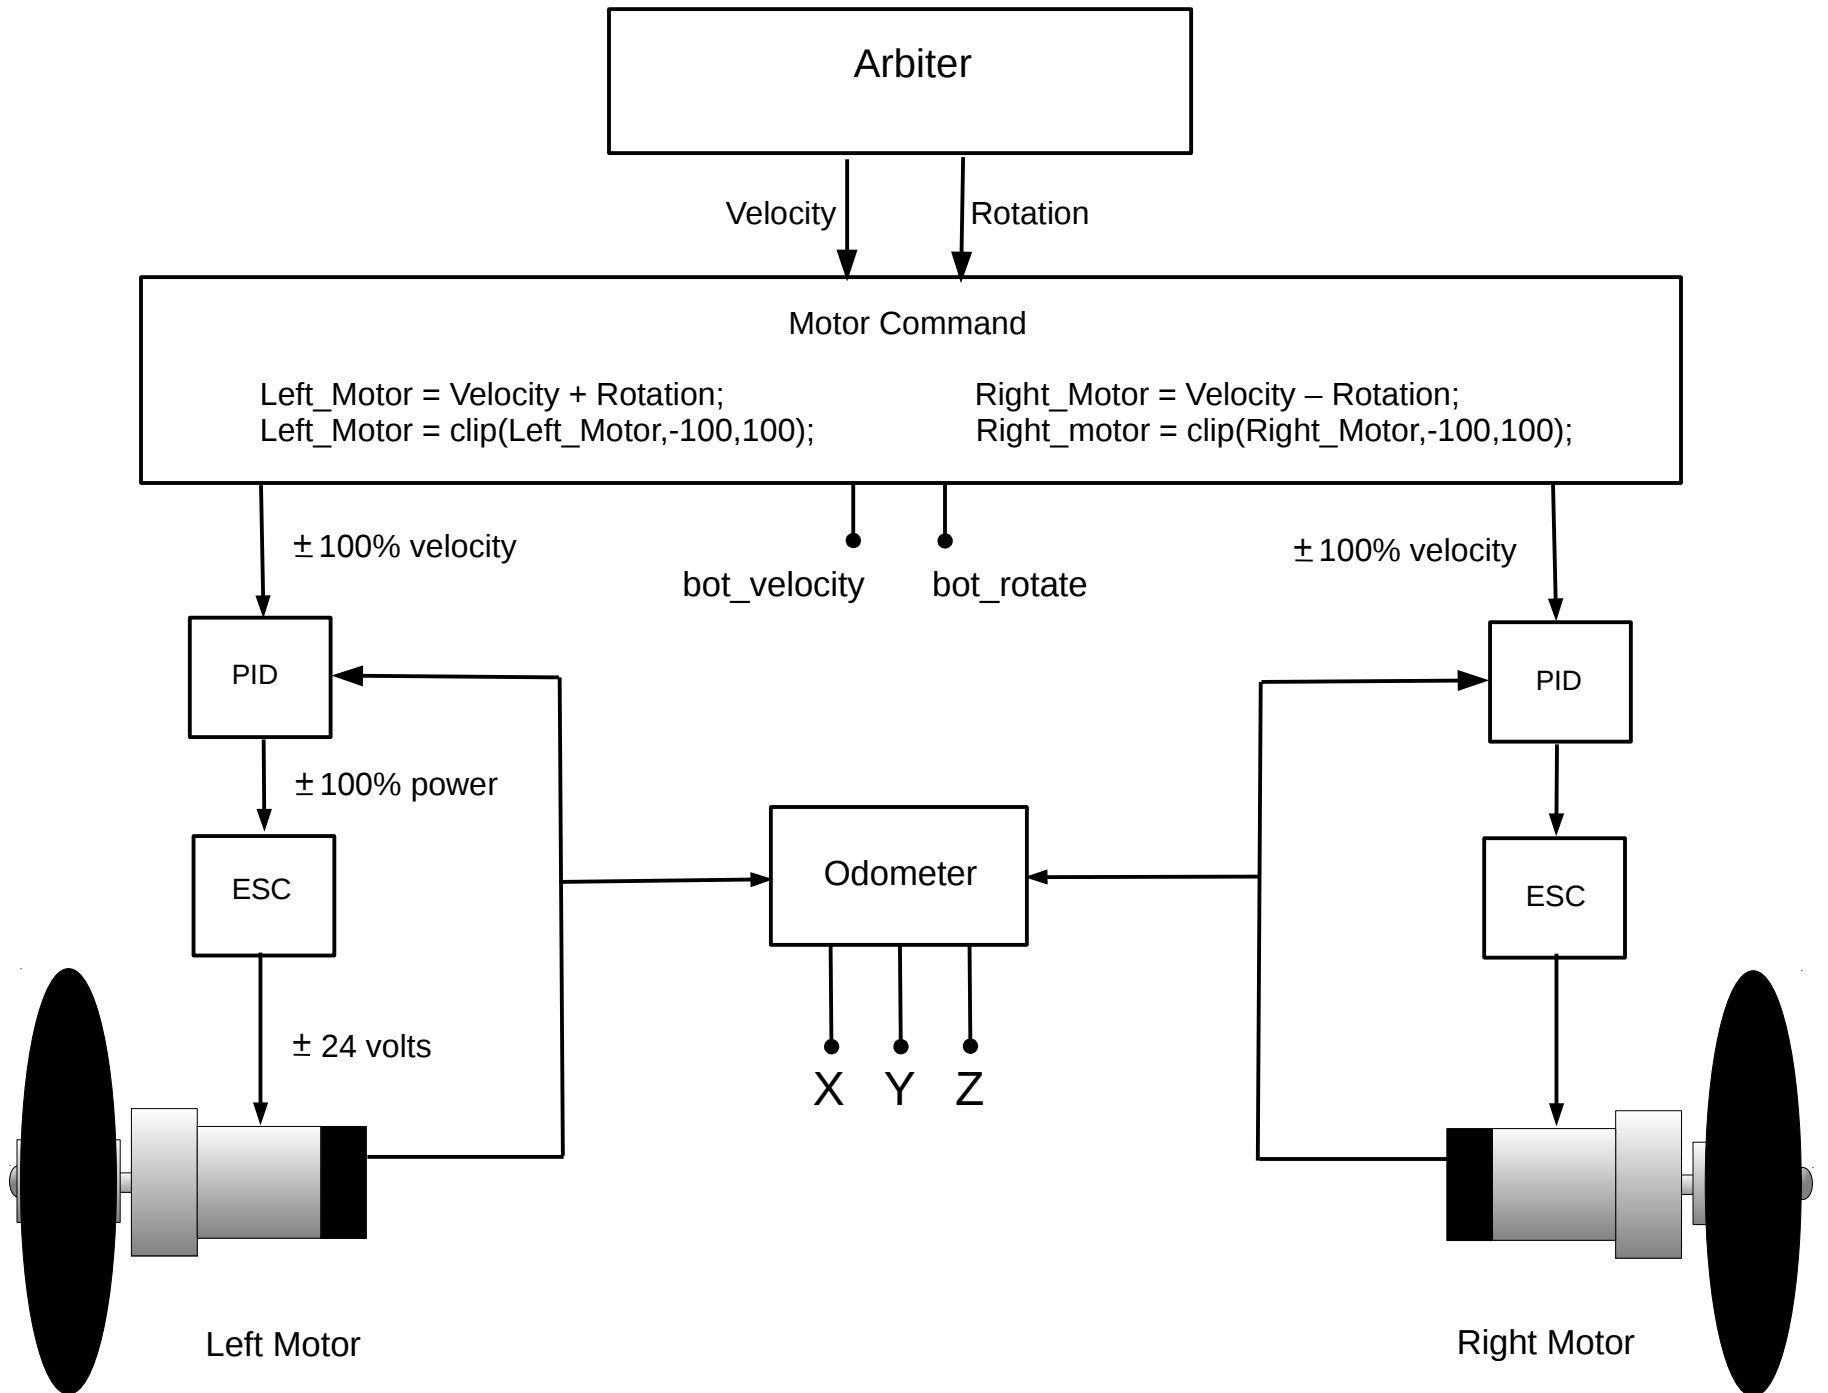 Arbiter
Velocity
Rotation
Motor Command
Left_Motor = Velocity + Rotation;
Left_Motor = clip(Left_Motor,-100,100);
Right_Motor = Velocity – Rotation;
Right_motor = clip(Right_Motor,-100,100);
± 100% velocity
bot_velocity
bot_rotate
± 100% velocity
PID
PID
± 100% power
ESC
Odometer
ESC
± 24 volts
X Y Z
Left Motor
Right Motor